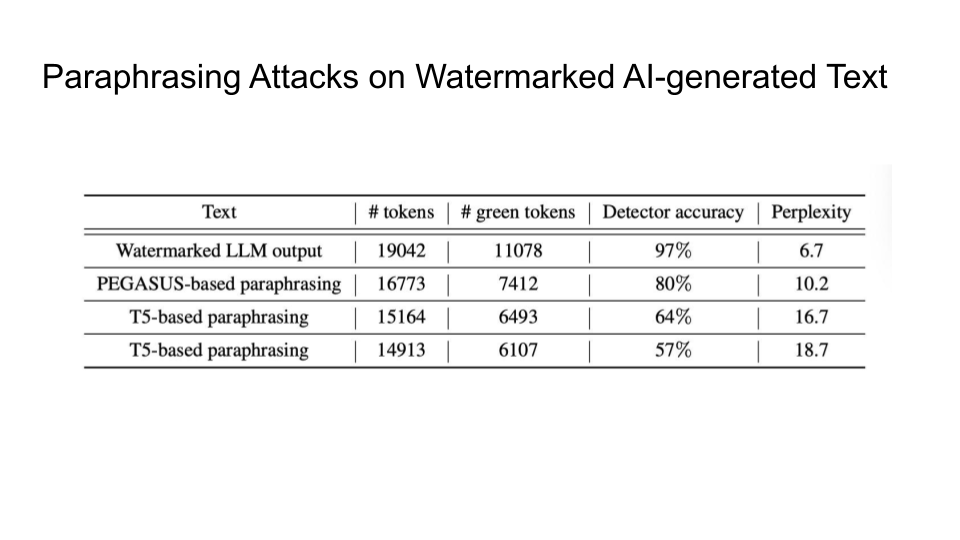 Paraphrasing Attacks on Watermarked AI-generated Text
Text | # tokens | # green tokens | Detector accuracy | Perplexity
Watermarked LLM output | 19042 | 11078 | 97% | 6.7
PEGASUS-based paraphrasing | 16773 | 7412 | 80% | 10.2
T5-based paraphrasing | 15164 | 6493 | 64% | 16.7
T5-based paraphrasing | 14913 | 6107 | 57% | 18.7